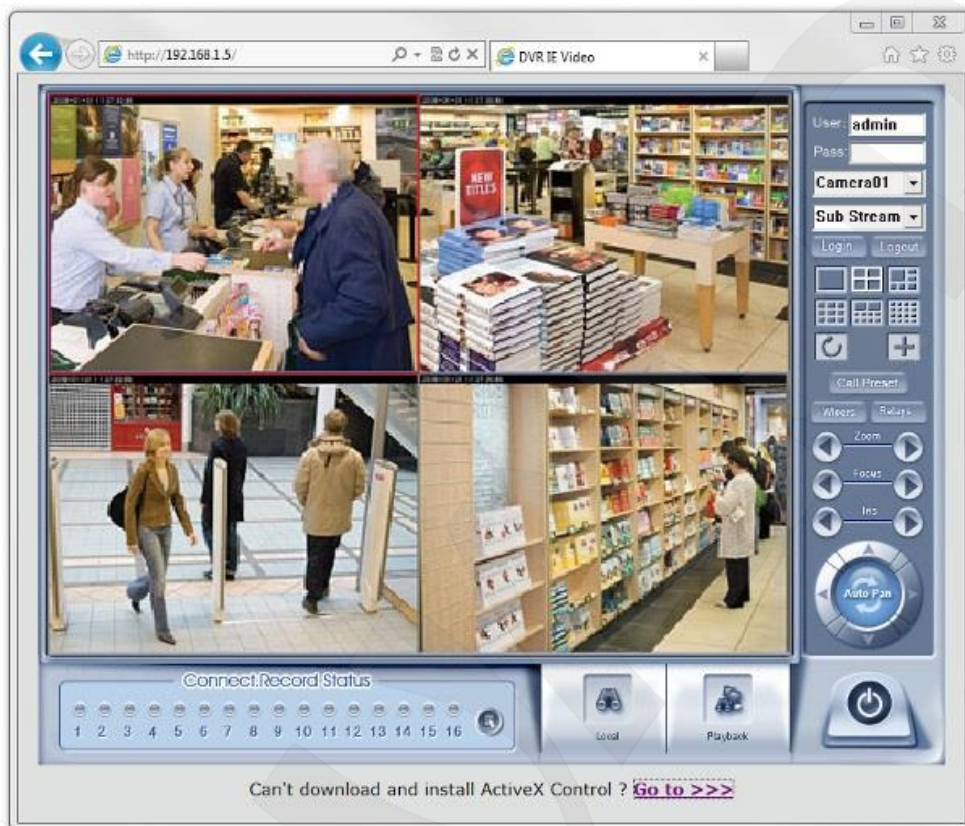 http://192.168.1.5/
DVR IE Video
User: admin
Pass:
Camera01
Sub Stream
Login Logout
NEW
TITLES
Call Preset
Wipers Relays
Zoom
Focus
Iris
Auto Pan
Connect.Record Status
1 2 3 4 5 6 7 8 9 10 11 12 13 14 15 16
Local
Playback
Can't download and install ActiveX Control ? Go to >>>